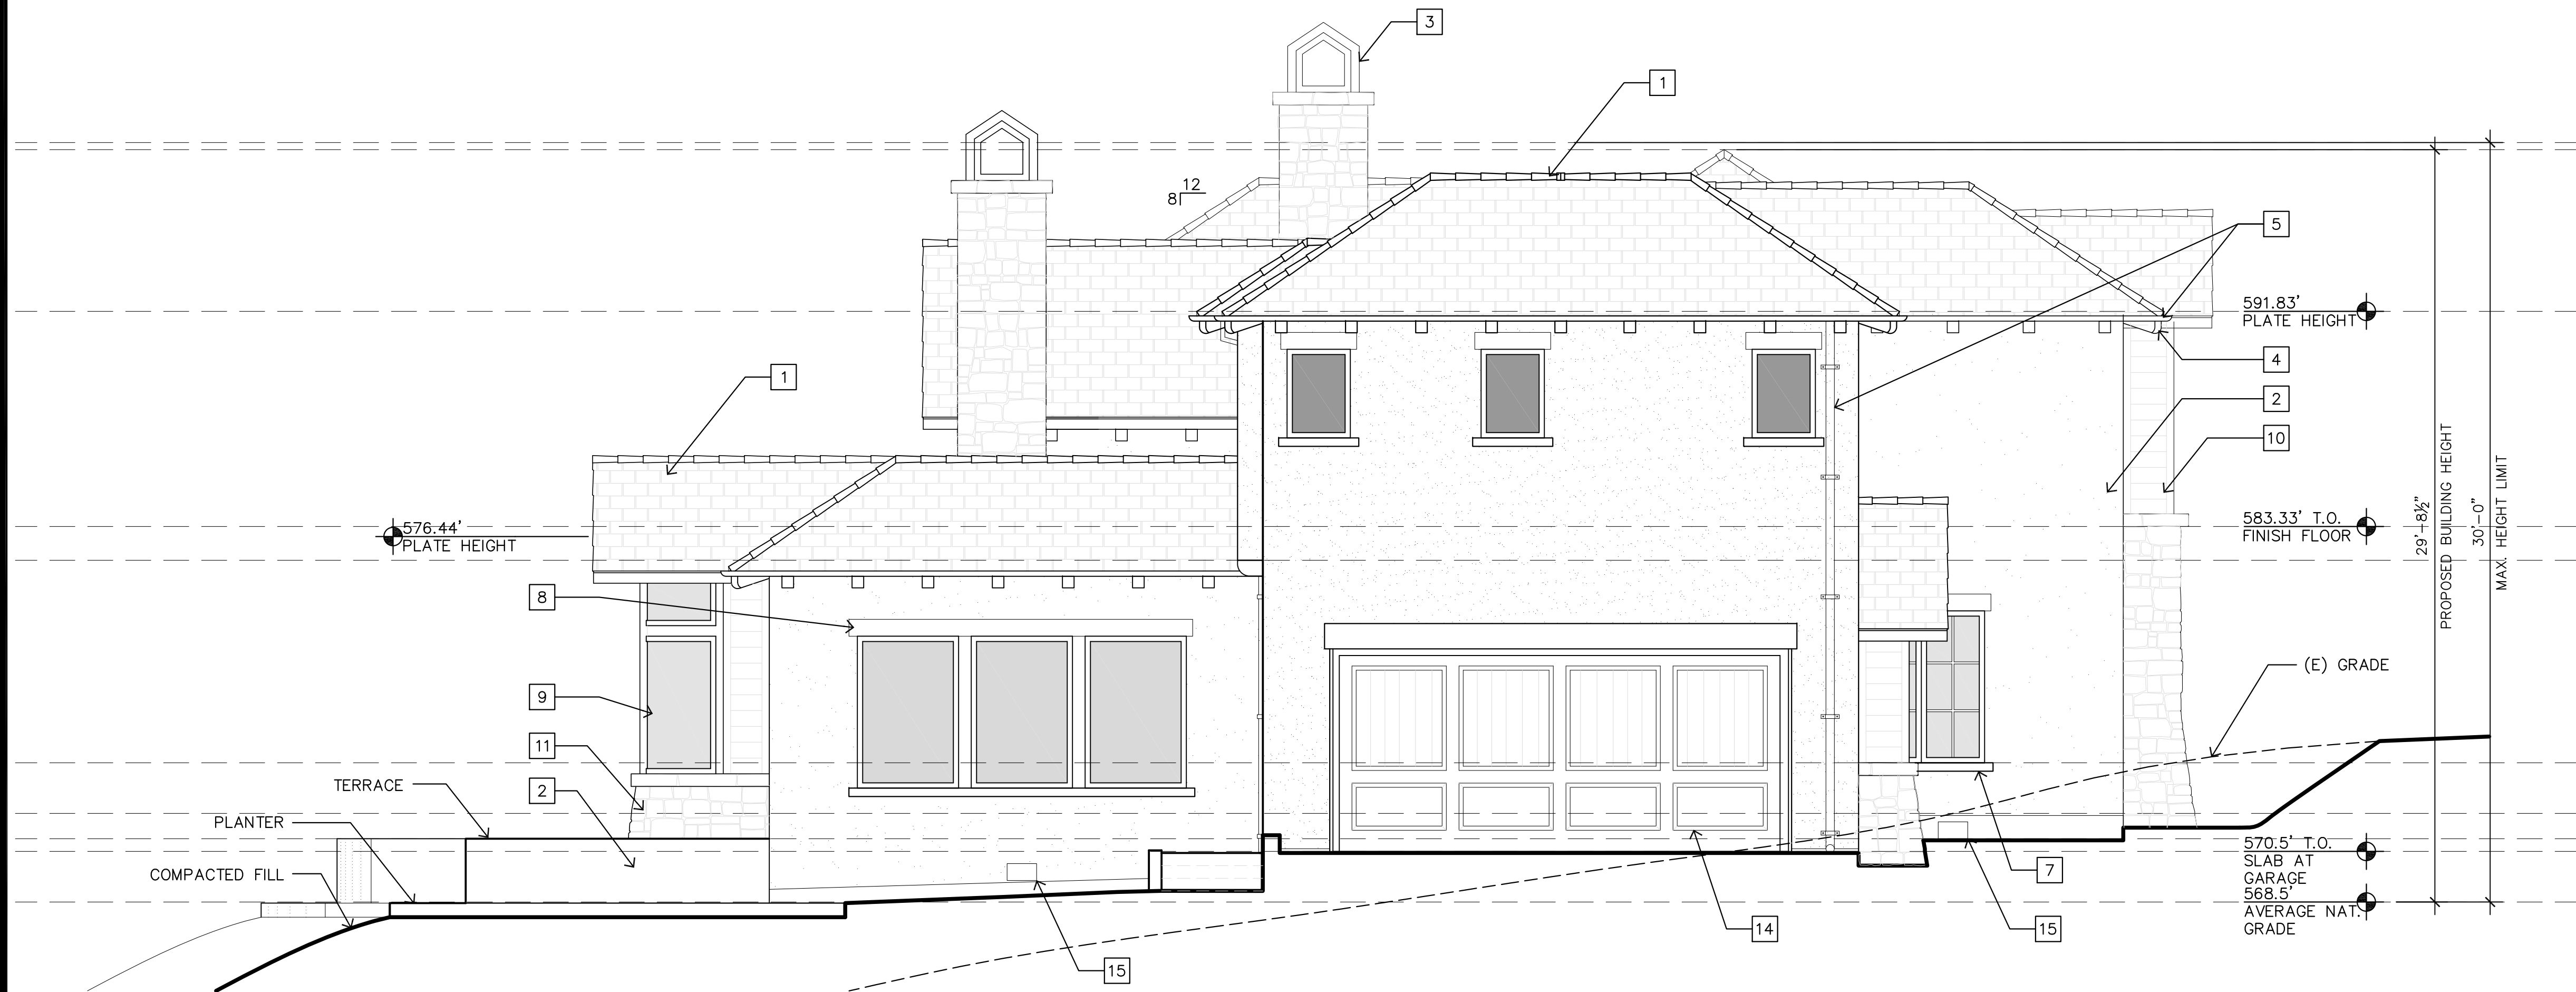 3
1
12
8
5
591.83'
PLATE HEIGHT
4
1
2
10
576.44'
PLATE HEIGHT
583.33' T.O.
FINISH FLOOR
29'-8½"
PROPOSED BUILDING HEIGHT
30'-0"
MAX. HEIGHT LIMIT
8
(E) GRADE
9
11
TERRACE
2
PLANTER
COMPACTED FILL
570.5' T.O.
SLAB AT
GARAGE
7
568.5'
AVERAGE NAT.
GRADE
14
15
15